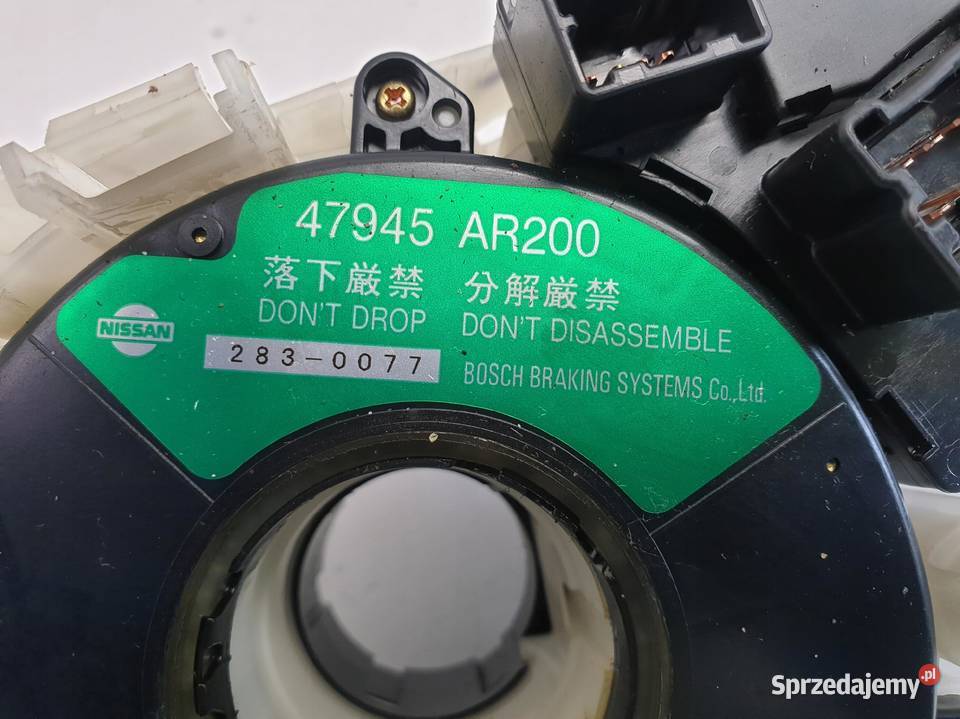 47945 AR200
落下厳禁 分解厳禁
DON'T DROP DON'T DISASSEMBLE
NISSAN
283-0077 BOSCH BRAKING SYSTEMS Co.,Ltd.
Sprzedajemy.pl